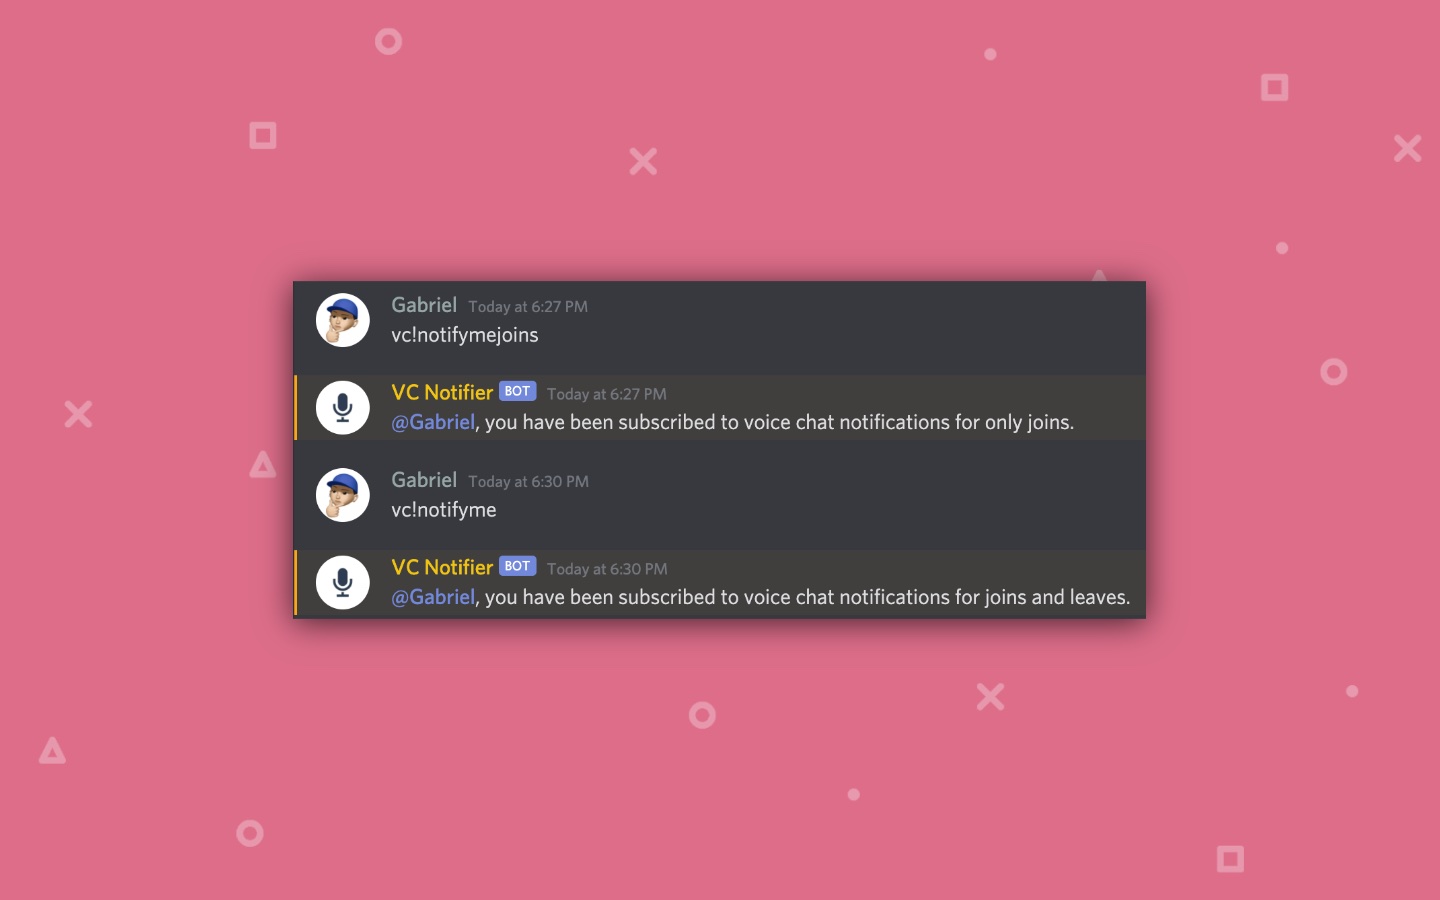 Gabriel Today at 6:27 PM
vc!notifymejoins
VC Notifier BOT Today at 6:27 PM
@Gabriel, you have been subscribed to voice chat notifications for only joins.
Gabriel Today at 6:30 PM
vc!notifyme
VC Notifier BOT Today at 6:30 PM
@Gabriel, you have been subscribed to voice chat notifications for joins and leaves.